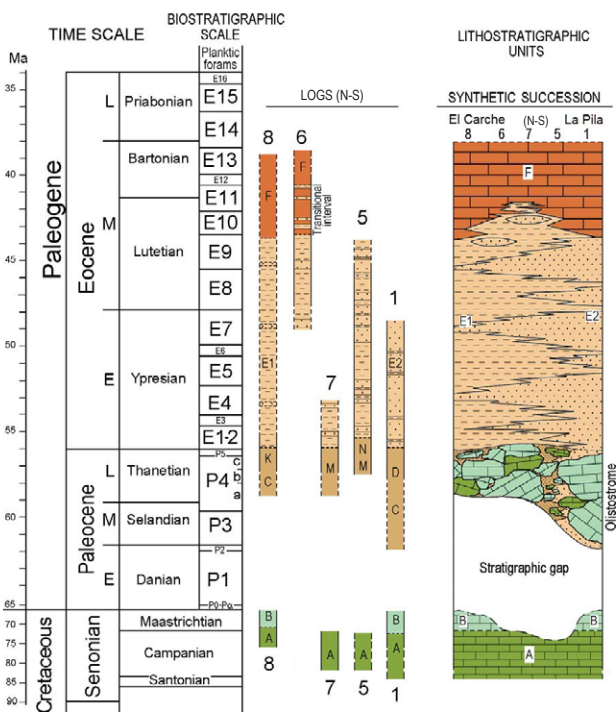 TIME SCALE
BIOSTRATIGRAPHIC
SCALE
Planktic
forams
LITHOSTRATIGRAPHIC
UNITS
Ma
LOGS (N-S)
SYNTHETIC SUCCESSION
El Carche (N-S) La Pila
8 6 7 5 1
35
40
45
50
55
60
65
70
75
80
85
90
Paleogene
Cretaceous
Eocene
Paleocene
Senonian
L
M
E
L
M
E
Priabonian
Bartonian
Lutetian
Ypresian
Thanetian
Selandian
Danian
Maastrichtian
Campanian
Santonian
E16
E15
E14
E13
E12
E11
E10
E9
E8
E7
E6
E5
E4
E3
E1-2
P5
P4
c
b
a
P3
P2
P1
P0-Pα
8
F
E1
K
C
B
A
8
6
F
Transitional
interval
7
M
A
7
5
N
M
A
5
1
E2
D
C
B
A
1
F
E1
E2
Olistostrome
Stratigraphic gap
B
B
A